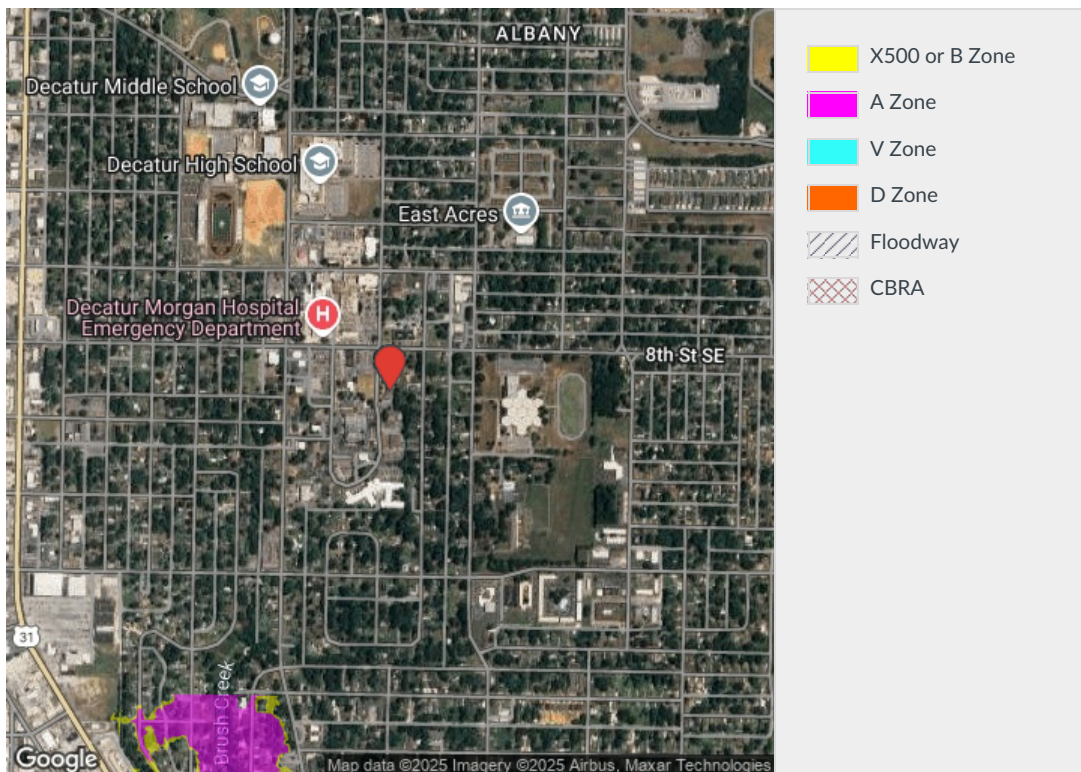 ALBANY
Decatur Middle School
Decatur High School
East Acres
Decatur Morgan Hospital
Emergency Department
H
8th St SE
31
Brush Creek
Google
Map data ©2025 Imagery ©2025 Airbus, Maxar Technologies
X500 or B Zone
A Zone
V Zone
D Zone
Floodway
CBRA